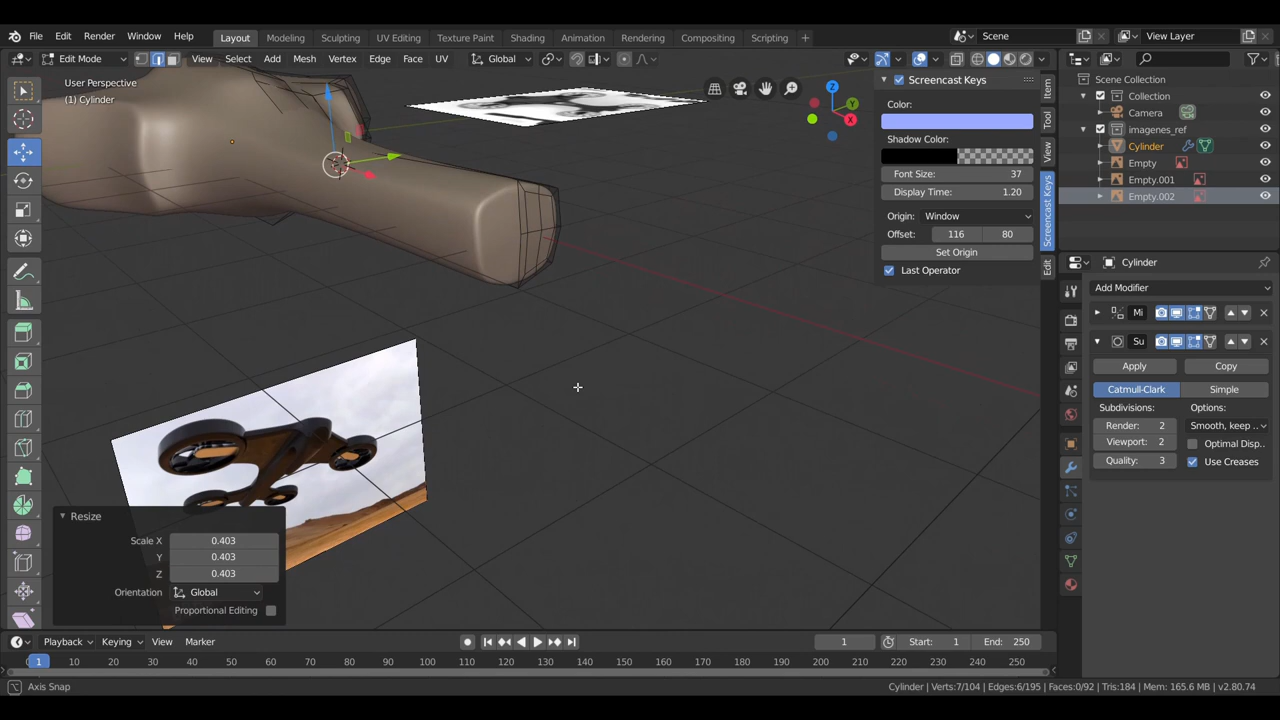 File Edit Render Window Help Layout Modeling Sculpting UV Editing Texture Paint Shading Animation Rendering Compositing Scripting + Scene View Layer
Edit Mode View Select Add Mesh Vertex Edge Face UV Global
User Perspective
(1) Cylinder
Screencast Keys
Color:
Shadow Color:
Font Size: 37
Display Time: 1.20
Origin: Window
Offset: 116 80
Set Origin
Last Operator
Item
Tool
View
Screencast Keys
Edit
Z
Y
X
Scene Collection
Collection
Camera
imagenes_ref
Cylinder
Empty
Empty.001
Empty.002
Cylinder
Add Modifier
Mi
Su
Apply Copy
Catmull-Clark Simple
Subdivisions: Options:
Render: 2 Smooth, keep ..
Viewport: 2 Optimal Disp..
Quality: 3 Use Creases
Resize
Scale X 0.403
Y 0.403
Z 0.403
Orientation Global
Proportional Editing
Playback Keying View Marker 1 Start: 1 End: 250
1 10 20 30 40 50 60 70 80 90 100 110 120 130 140 150 160 170 180 190 200 210 220 230 240 250
Axis Snap Cylinder | Verts:7/104 | Edges:6/195 | Faces:0/92 | Tris:184 | Mem: 165.6 MB | v2.80.74